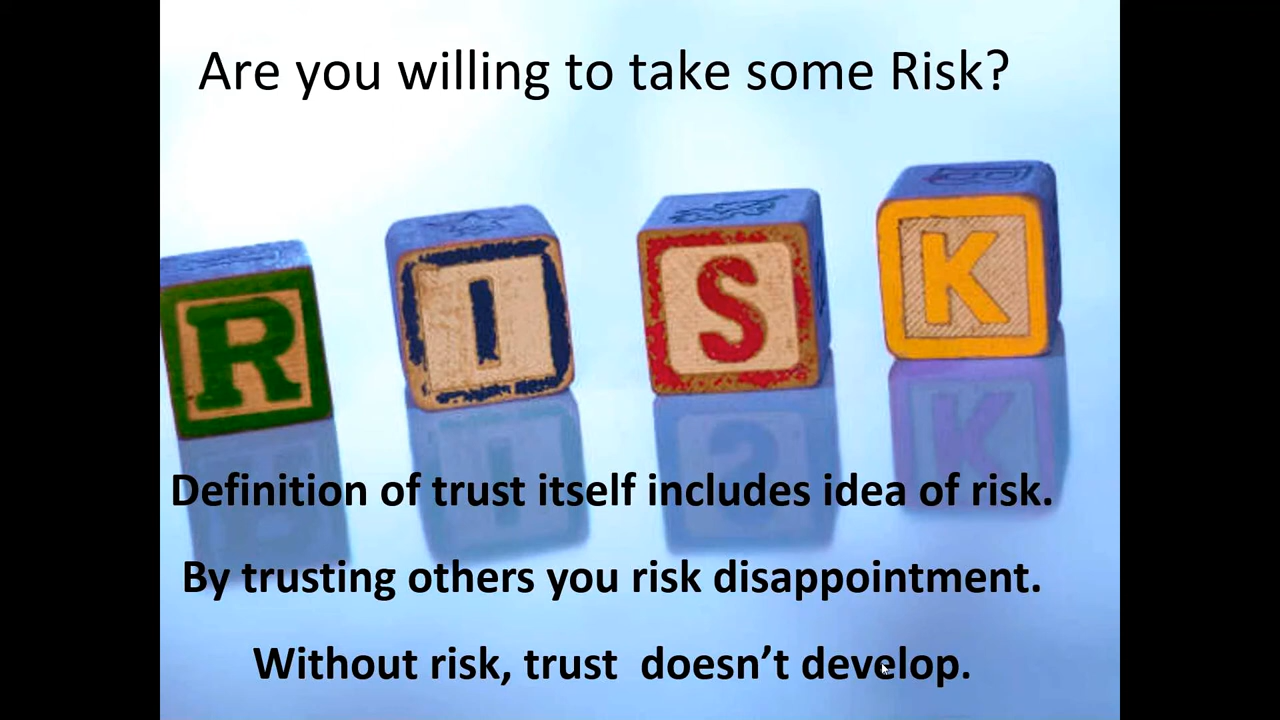 Are you willing to take some Risk?
R I S K
Definition of trust itself includes idea of risk.
By trusting others you risk disappointment.
Without risk, trust  doesn’t develop.